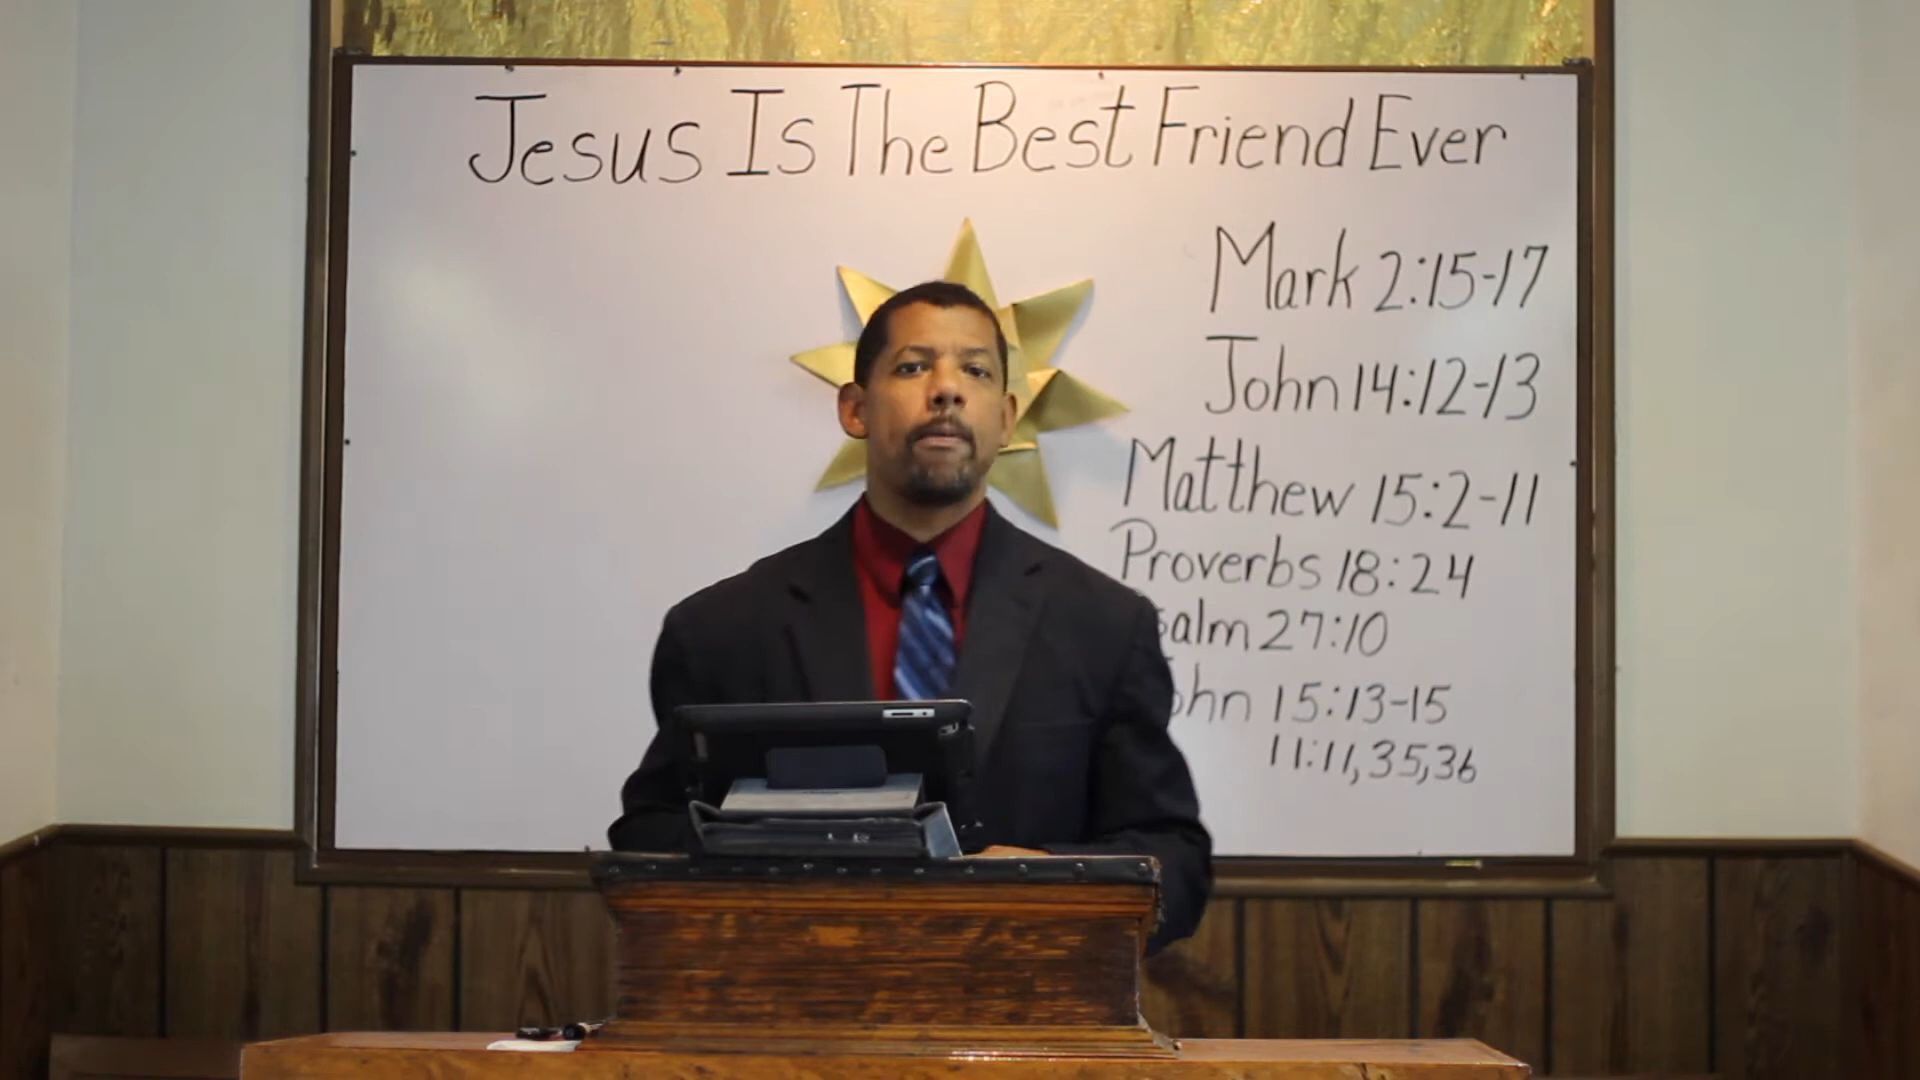 Jesus Is The Best Friend Ever
Mark 2:15-17
John 14:12-13
Matthew 15:2-11
Proverbs 18:24
salm 27:10
ohn 15:13-15
11:11,35,36